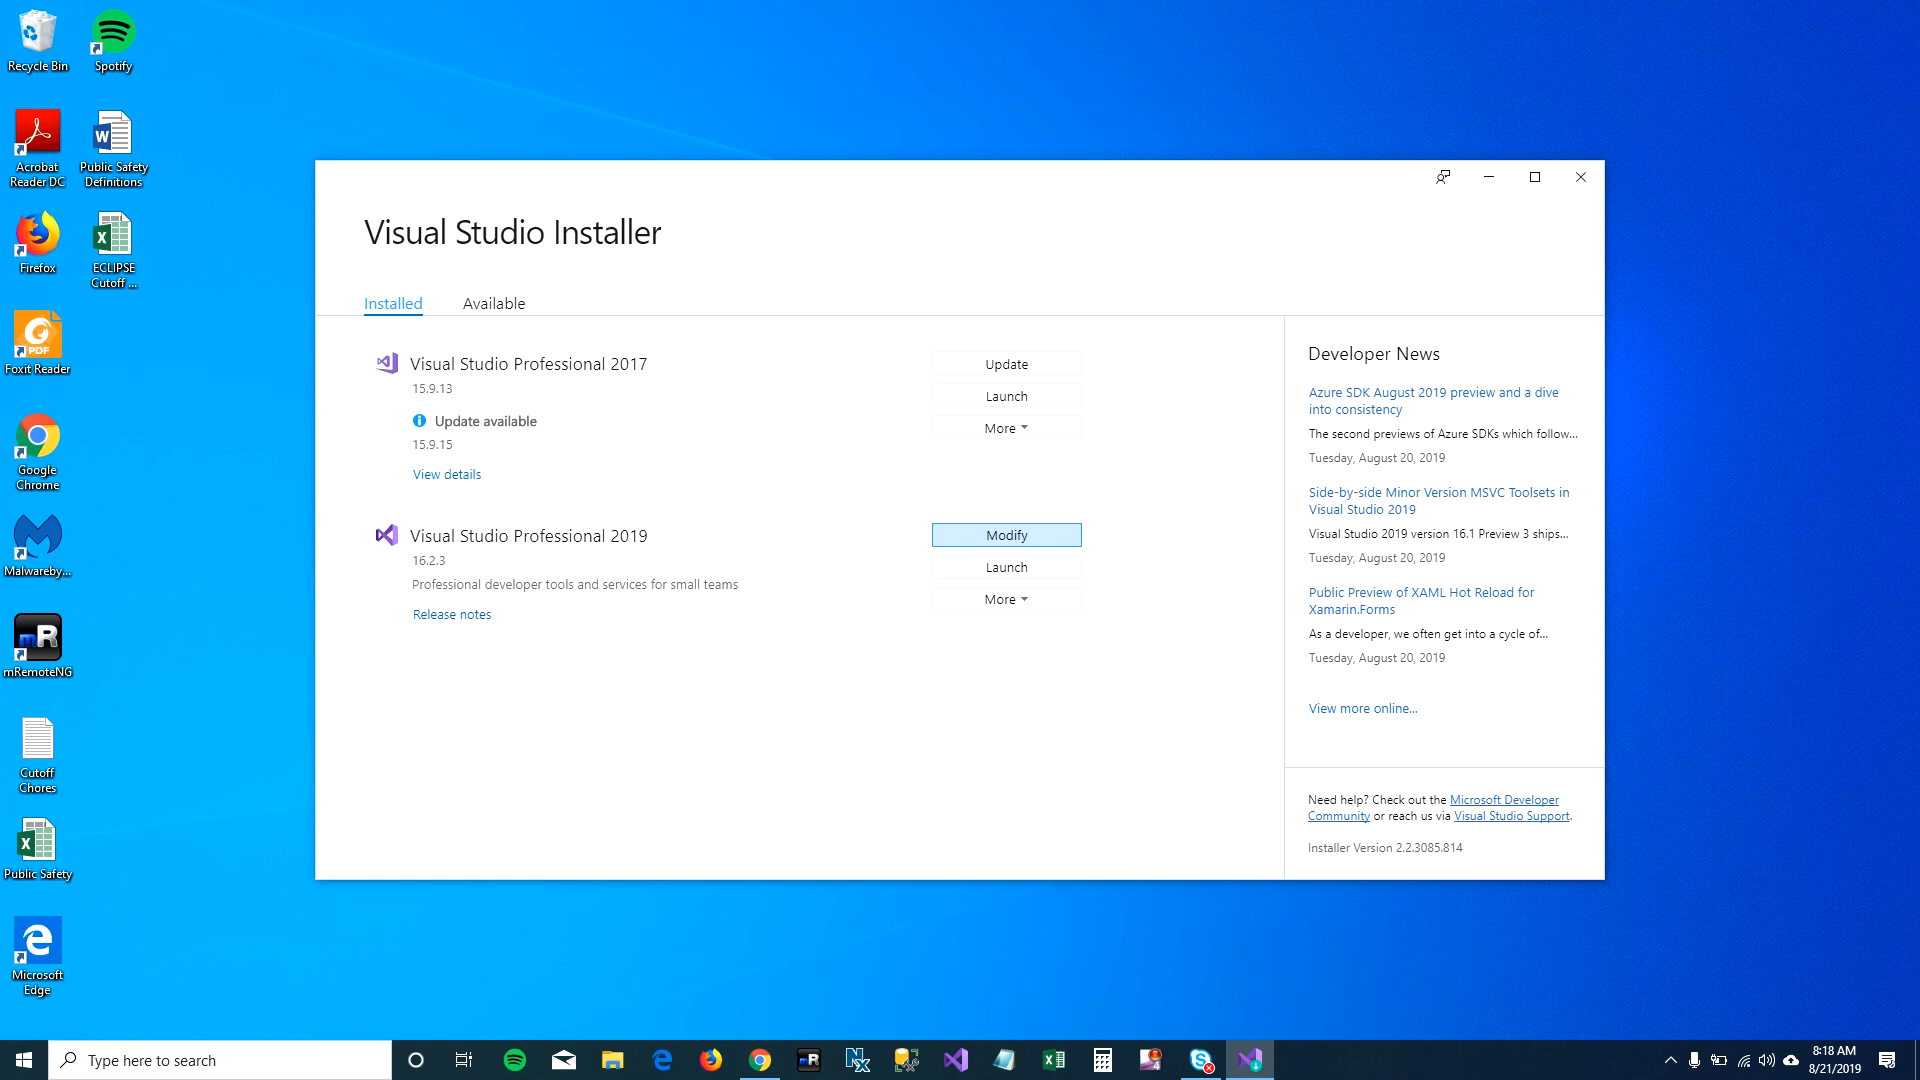 Recycle Bin
Spotify
Acrobat
Reader DC
Public Safety
Definitions
Firefox
ECLIPSE
Cutoff ...
Foxit Reader
Google
Chrome
Malwareby...
mRemoteNG
Cutoff
Chores
Public Safety
Microsoft
Edge
Visual Studio Installer
Installed
Available
Visual Studio Professional 2017
15.9.13
Update available
15.9.15
View details
Update
Launch
More
Visual Studio Professional 2019
16.2.3
Professional developer tools and services for small teams
Release notes
Modify
Launch
More
Developer News
Azure SDK August 2019 preview and a dive
into consistency
The second previews of Azure SDKs which follow...
Tuesday, August 20, 2019
Side-by-side Minor Version MSVC Toolsets in
Visual Studio 2019
Visual Studio 2019 version 16.1 Preview 3 ships...
Tuesday, August 20, 2019
Public Preview of XAML Hot Reload for
Xamarin.Forms
As a developer, we often get into a cycle of...
Tuesday, August 20, 2019
View more online...
Need help? Check out the Microsoft Developer
Community or reach us via Visual Studio Support.
Installer Version 2.2.3085.814
Type here to search
8:18 AM
8/21/2019